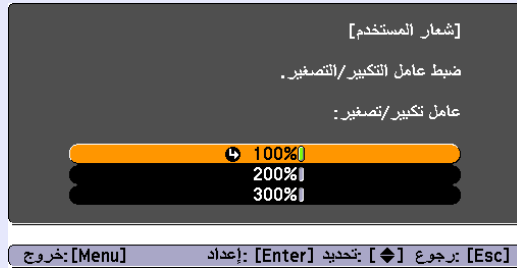 [شعار المستخدم]
ضبط عامل التكبير/التصغير.
عامل تكبير/تصغير:
100%
200%
300%
[Esc] :رجوع [◆] :تحديد [Enter] :إعداد [Menu] :خروج